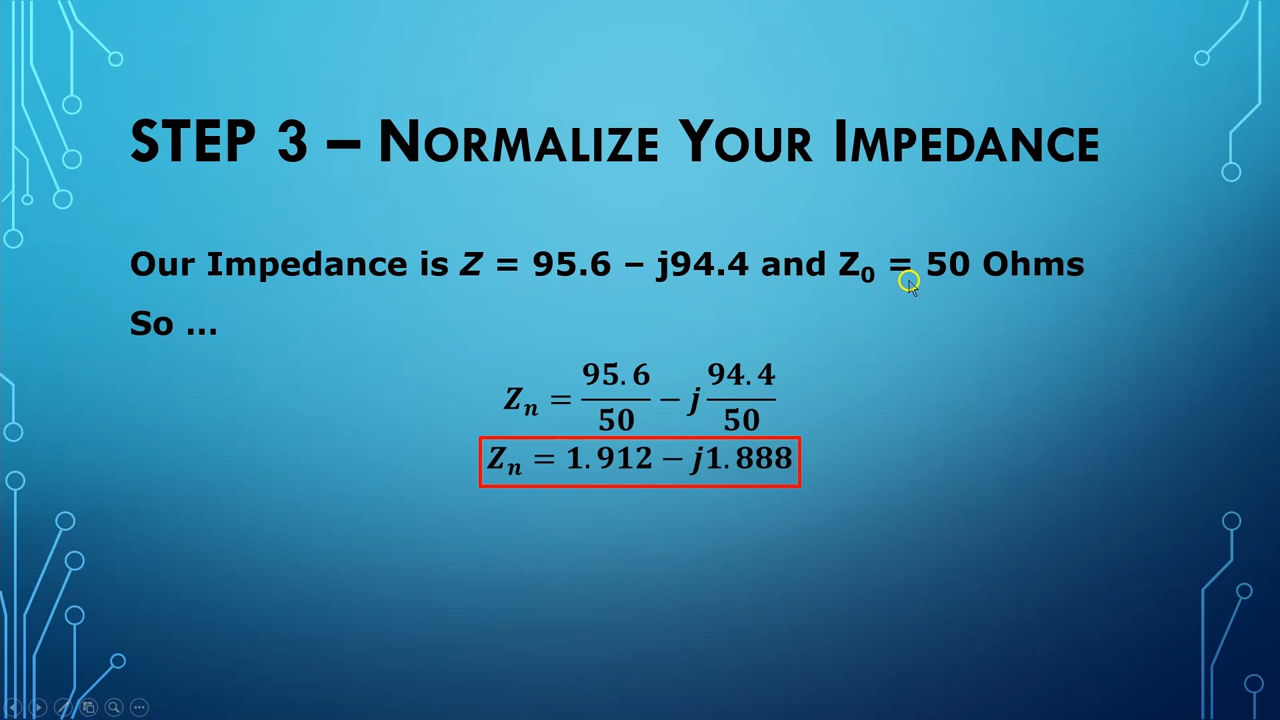 STEP 3 – NORMALIZE YOUR IMPEDANCE
Our Impedance is Z = 95.6 – j94.4 and Z₀ = 50 Ohms
So ...
Zₙ = 95.6/50 − j 94.4/50
Zₙ = 1.912 − j1.888